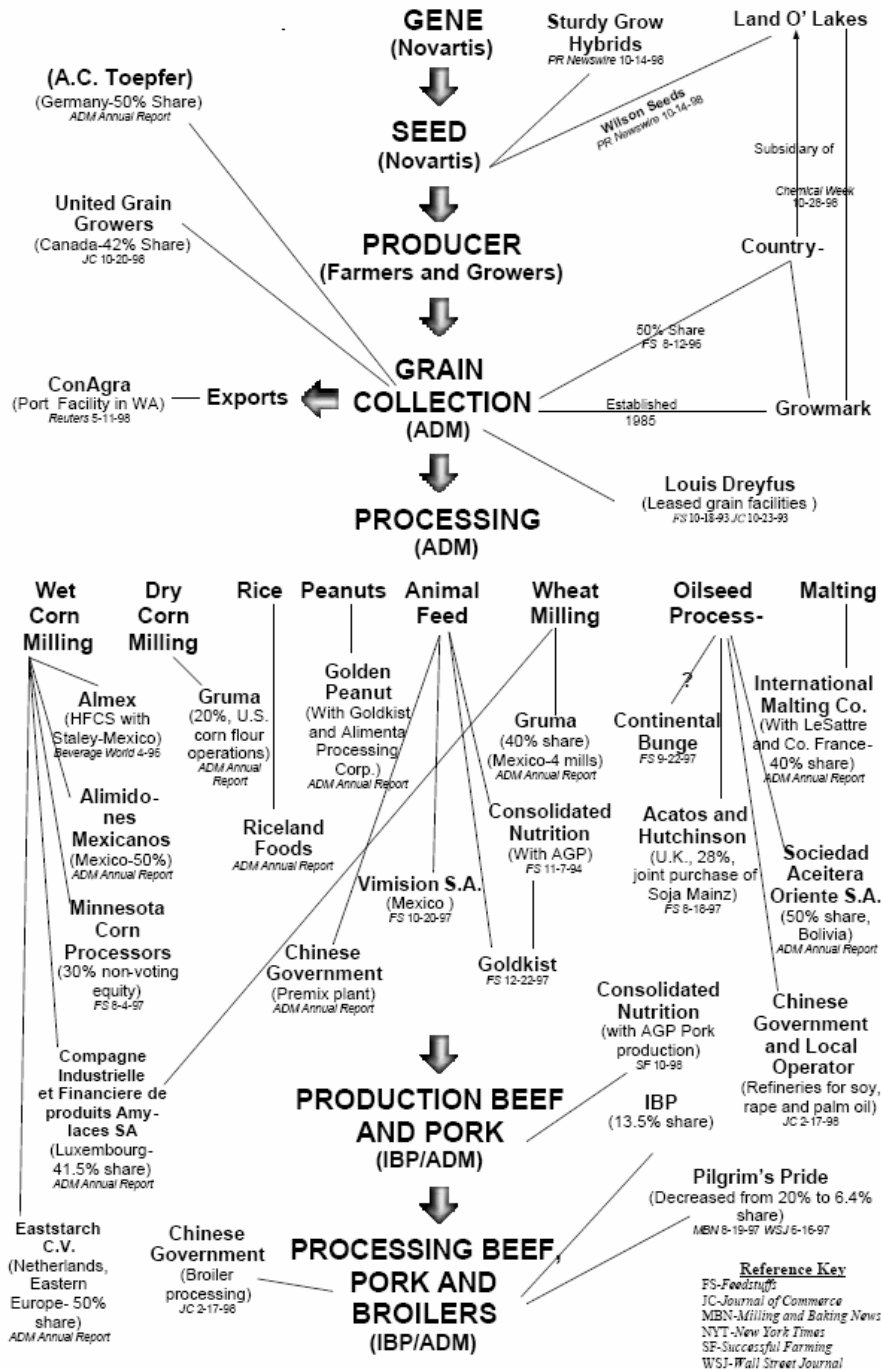 GENE
(Novartis)
Sturdy Grow
Hybrids
PR Newswire 10-14-98
Land O' Lakes
(A.C. Toepfer)
(Germany-50% Share)
ADM Annual Report
Wilson Seeds
PR Newswire 10-14-98
SEED
(Novartis)
Subsidiary of
Chemical Week
10-28-98
United Grain
Growers
(Canada-42% Share)
JC 10-20-98
PRODUCER
(Farmers and Growers)
Country-
50% Share
FS 8-12-96
GRAIN
COLLECTION
(ADM)
ConAgra
(Port Facility in WA)
Reuters 5-11-98
Exports
Established
1985
Growmark
Louis Dreyfus
(Leased grain facilities )
FS 10-18-93 JC 10-23-93
PROCESSING
(ADM)
Wet
Corn
Milling
Dry
Corn
Milling
Rice
Peanuts
Animal
Feed
Wheat
Milling
Oilseed
Process-
Malting
Almex
(HFCS with
Staley-Mexico)
Beverage World 4-96
Gruma
(20%, U.S.
corn flour
operations)
ADM Annual
Report
Golden
Peanut
(With Goldkist
and Alimenta
Processing
Corp.)
ADM Annual Report
Gruma
(40% share)
(Mexico-4 mills)
ADM Annual Report
?
Continental
Bunge
FS 9-22-97
International
Malting Co.
(With LeSattre
and Co. France-
40% share)
ADM Annual Report
Alimido-
nes
Mexicanos
(Mexico-50%)
ADM Annual Report
Riceland
Foods
ADM Annual Report
Consolidated
Nutrition
(With AGP)
FS 11-7-94
Acatos and
Hutchinson
(U.K., 28%,
joint purchase of
Soja Mainz)
FS 8-18-97
Sociedad
Aceitera
Oriente S.A.
(50% share,
Bolivia)
ADM Annual Report
Vimision S.A.
(Mexico )
FS 10-20-97
Minnesota
Corn
Processors
(30% non-voting
equity)
FS 8-4-97
Chinese
Government
(Premix plant)
ADM Annual Report
Goldkist
FS 12-22-97
Consolidated
Nutrition
(with AGP Pork
production)
SF 10-98
Chinese
Government
and Local
Operator
(Refineries for soy,
rape and palm oil)
JC 2-17-98
Compagne
Industrielle
et Financiere de
produits Amy-
laces SA
(Luxembourg-
41.5% share)
ADM Annual Report
PRODUCTION BEEF
AND PORK
(IBP/ADM)
IBP
(13.5% share)
Pilgrim's Pride
(Decreased from 20% to 6.4%
share)
MBN 8-19-97 WSJ 6-16-97
Eaststarch
C.V.
(Netherlands,
Eastern
Europe- 50%
share)
ADM Annual Report
Chinese
Government
(Broiler
processing)
JC 2-17-98
PROCESSING BEEF,
PORK AND
BROILERS
(IBP/ADM)
,
Reference Key
FS-Feedstuffs
JC-Journal of Commerce
MBN-Milling and Baking News
NYT-New York Times
SF-Successful Farming
WSJ-Wall Street Journal